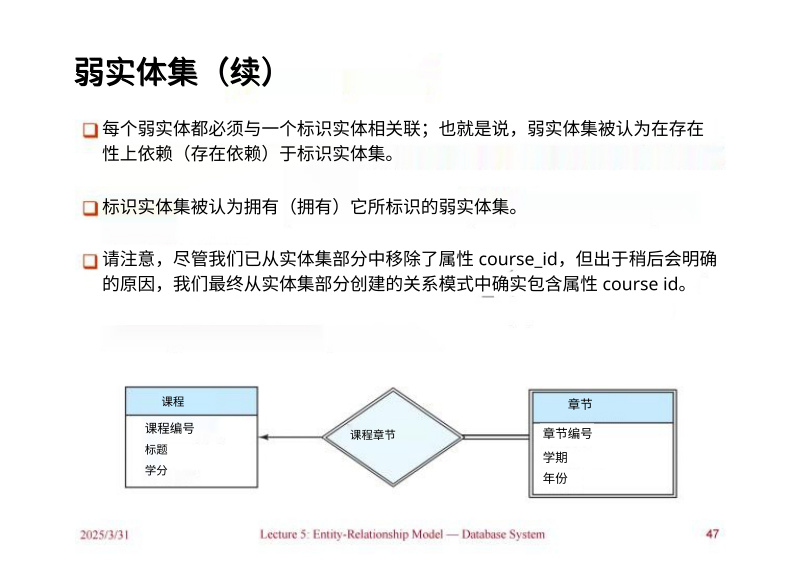 弱实体集（续）
每个弱实体都必须与一个标识实体相关联；也就是说，弱实体集被认为在存在
性上依赖（存在依赖）于标识实体集。
标识实体集被认为拥有（拥有）它所标识的弱实体集。
请注意，尽管我们已从实体集部分中移除了属性 course_id，但出于稍后会明确
的原因，我们最终从实体集部分创建的关系模式中确实包含属性 course id。
课程
课程编号
标题
学分
课程章节
章节
章节编号
学期
年份
2025/3/31
Lecture 5: Entity-Relationship Model — Database System
47